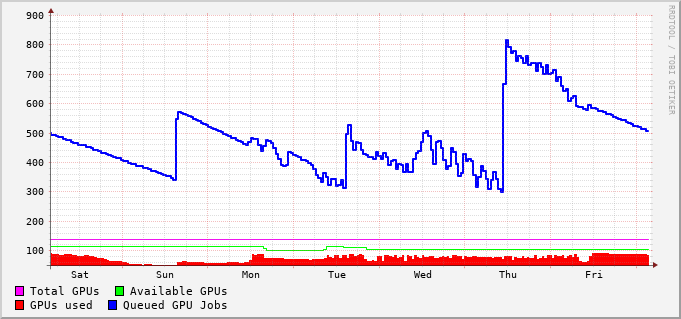 900
800
700
600
500
400
300
200
100
Sat Sun Mon Tue Wed Thu Fri
Total GPUs Available GPUs
GPUs used Queued GPU Jobs
RRDTOOL / TOBI OETIKER